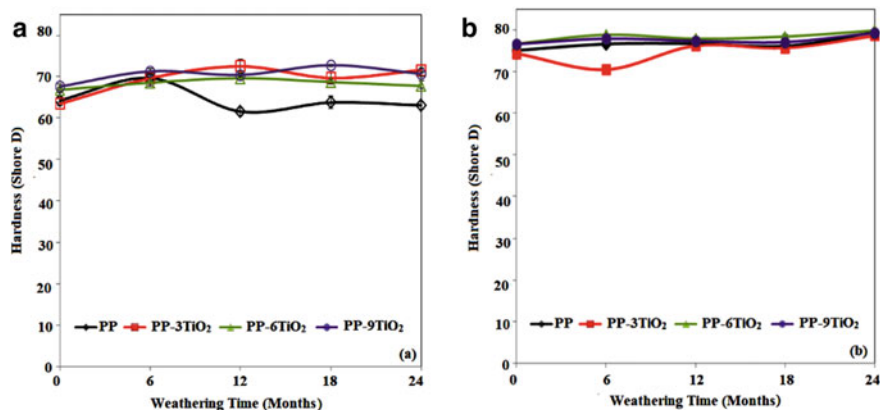 a
Hardness (Shore D)
80
70
60
50
40
30
20
10
0
PP PP-3TiO₂ PP-6TiO₂ PP-9TiO₂
(a)
0 6 12 18 24
Weathering Time (Months)
b
Hardness (Shore D)
80
70
60
50
40
30
20
10
0
PP PP-3TiO₂ PP-6TiO₂ PP-9TiO₂
(b)
0 6 12 18 24
Weathering Time (Months)